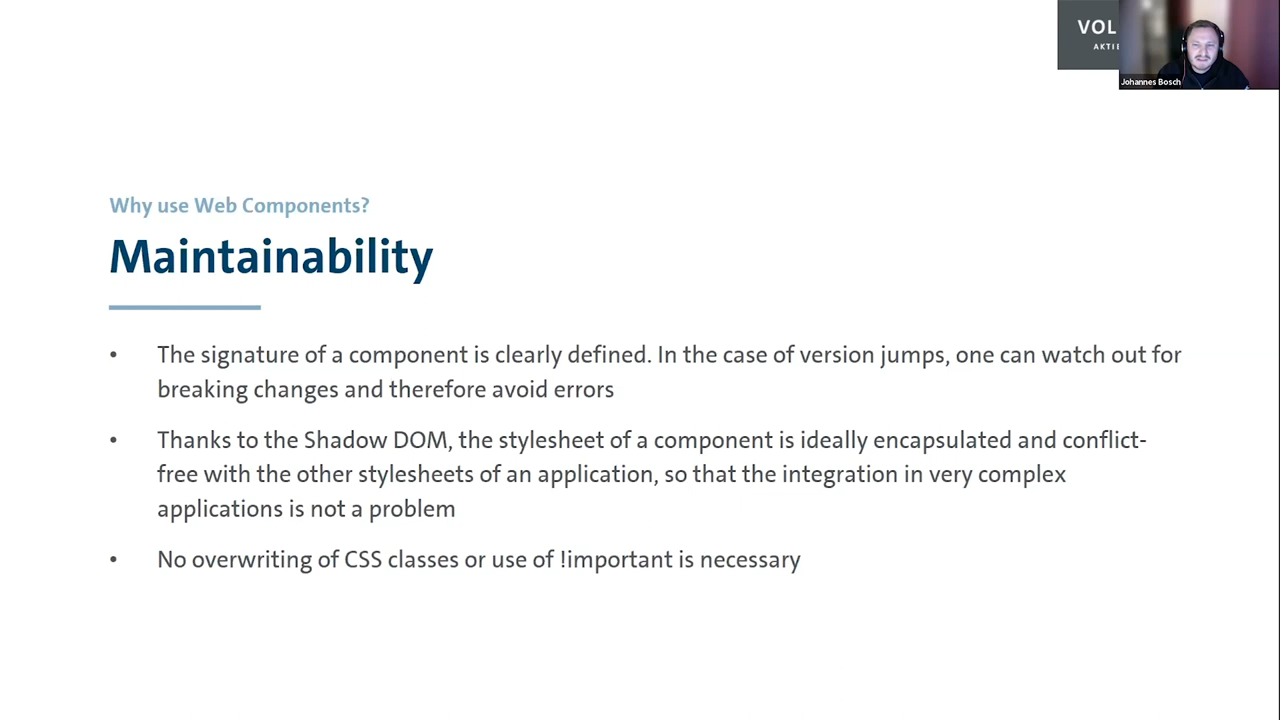 VOL
AKTIE
Johannes Bosch
Why use Web Components?
Maintainability
• The signature of a component is clearly defined. In the case of version jumps, one can watch out for
breaking changes and therefore avoid errors
• Thanks to the Shadow DOM, the stylesheet of a component is ideally encapsulated and conflict-
free with the other stylesheets of an application, so that the integration in very complex
applications is not a problem
• No overwriting of CSS classes or use of !important is necessary